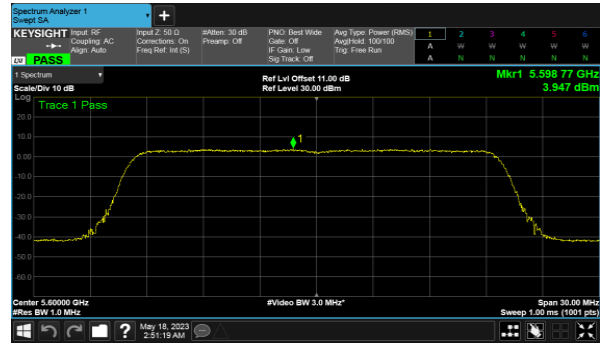 Spectrum Analyzer 1
Swept SA
KEYSIGHT
Input: RF
Coupling: AC
Align: Auto
Input Z: 50 Ω
Corrections: On
Freq Ref: Int (S)
#Atten: 30 dB
Preamp: Off
PNO: Best Wide
Gate: Off
IF Gain: Low
Sig Track: Off
Avg Type: Power (RMS)
Avg|Hold: 100/100
Trig: Free Run
1 2 3 4 5 6
A W W W W W
A N N N N N
LXI PASS
1 Spectrum
Scale/Div 10 dB
Ref Lvl Offset 11.00 dB
Ref Level 30.00 dBm
Mkr1 5.598 77 GHz
3.947 dBm
Log
Trace 1 Pass
20.0
10.0
1
0.00
-10.0
-20.0
-30.0
-40.0
-50.0
-60.0
Center 5.60000 GHz
#Res BW 1.0 MHz
#Video BW 3.0 MHz*
Span 30.00 MHz
Sweep 1.00 ms (1001 pts)
?
May 18, 2023
2:51:19 AM